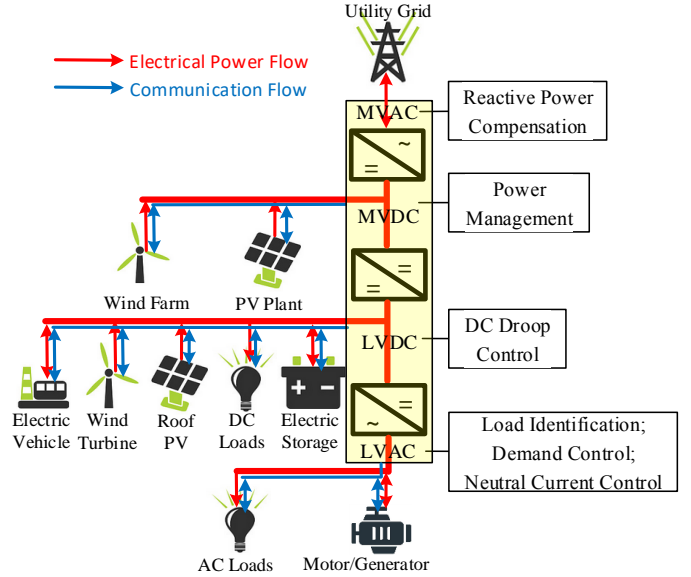 Utility Grid
Electrical Power Flow
Communication Flow
MVAC
Reactive Power
Compensation
~
=
MVDC
Power
Management
Wind Farm
PV Plant
=
=
LVDC
DC Droop
Control
Electric
Vehicle
Wind
Turbine
Roof
PV
DC
Loads
Electric
Storage
=
~
LVAC
Load Identification;
Demand Control;
Neutral Current Control
AC Loads
Motor/Generator